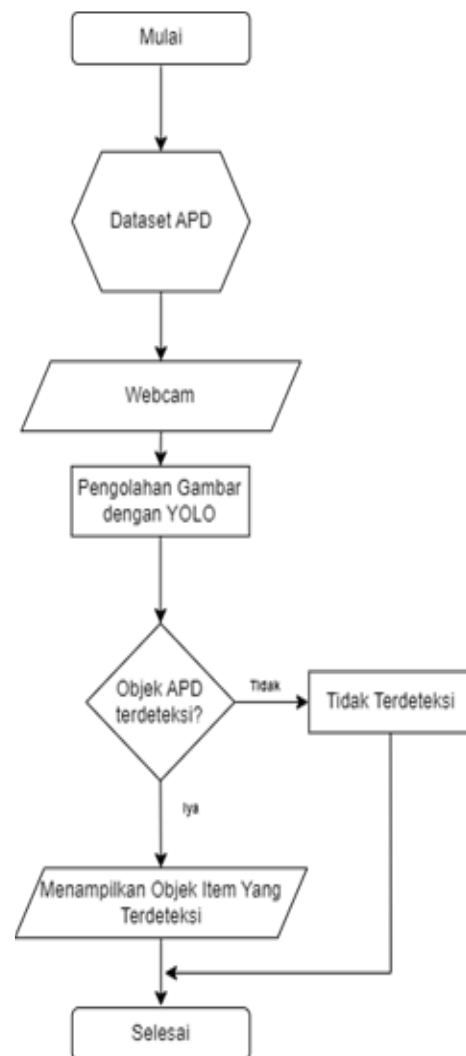 Mulai
Dataset APD
Webcam
Pengolahan Gambar
dengan YOLO
Objek APD
terdeteksi?
Tidak
Tidak Terdeteksi
Iya
Menampilkan Objek Item Yang
Terdeteksi
Selesai